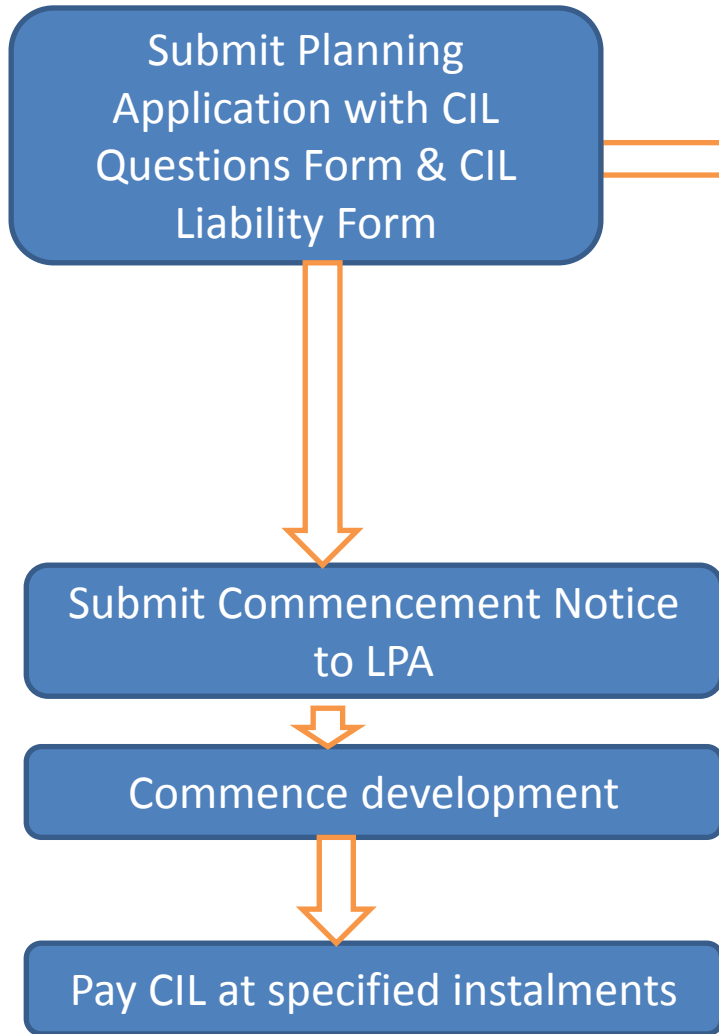 Submit Planning
Application with CIL
Questions Form & CIL
Liability Form
Submit Commencement Notice
to LPA
Commence development
Pay CIL at specified instalments